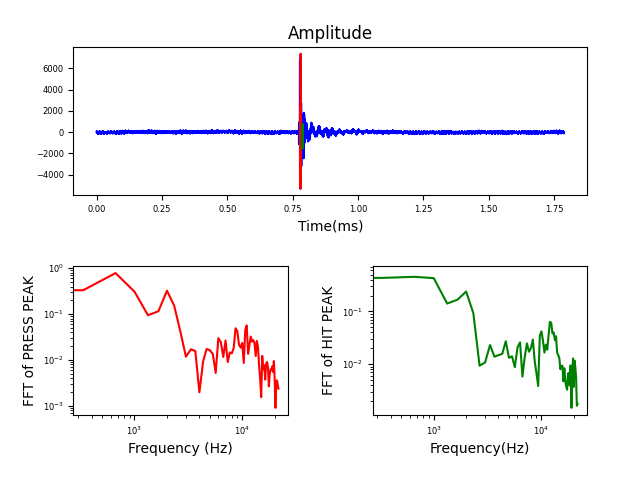 Amplitude
6000
4000
2000
0
−2000
−4000
0.00 0.25 0.50 0.75 1.00 1.25 1.50 1.75
Time(ms)
FFT of PRESS PEAK
10⁰
10⁻¹
10⁻²
10⁻³
10³ 10⁴
Frequency (Hz)
FFT of HIT PEAK
10⁻¹
10⁻²
10³ 10⁴
Frequency(Hz)